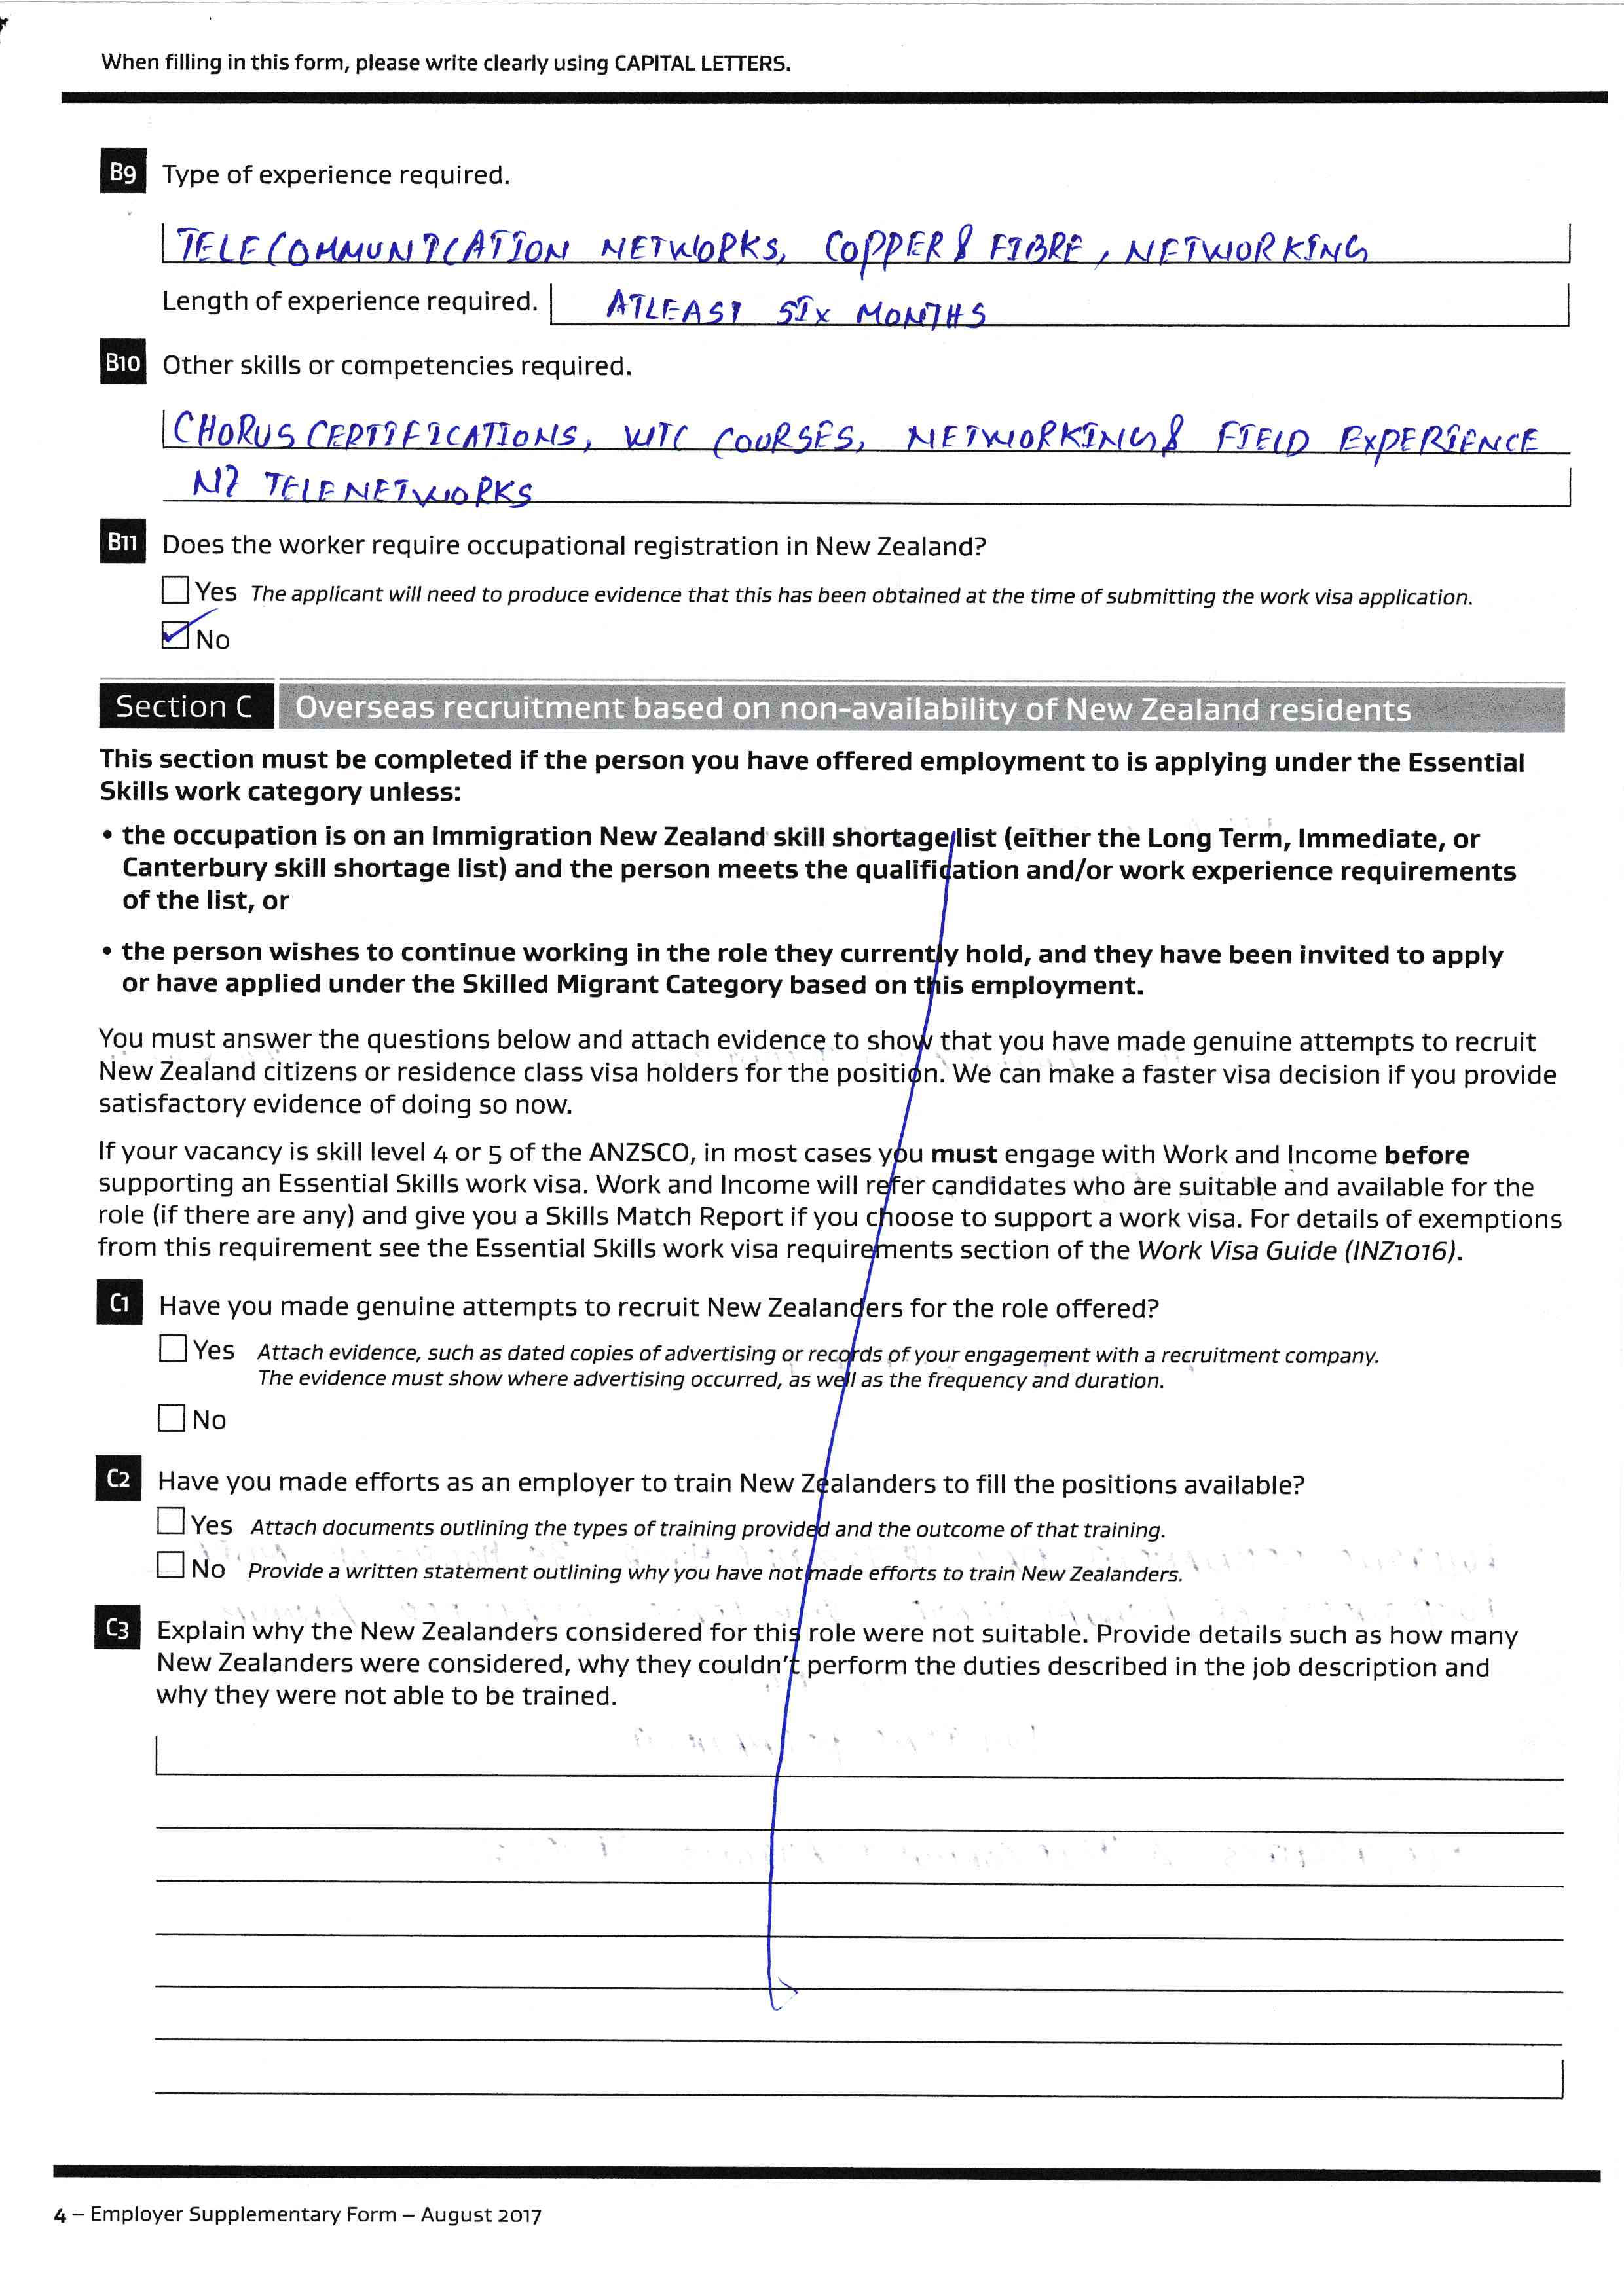 When filling in this form, please write clearly using CAPITAL LETTERS.
B9 Type of experience required.
TELECOMMUNICATION NETWORKS, COPPER & FIBRE, NETWORKING
Length of experience required. ATLEAST SIX MONTHS
B10 Other skills or competencies required.
CHORUS CERTIFICATIONS, WTC COURSES, NETWORKING & FIELD EXPERIENCE
NZ TELENETWORKS
B11 Does the worker require occupational registration in New Zealand?
Yes The applicant will need to produce evidence that this has been obtained at the time of submitting the work visa application.
No
Section C Overseas recruitment based on non-availability of New Zealand residents
This section must be completed if the person you have offered employment to is applying under the Essential
Skills work category unless:
• the occupation is on an Immigration New Zealand skill shortage list (either the Long Term, Immediate, or
Canterbury skill shortage list) and the person meets the qualification and/or work experience requirements
of the list, or
• the person wishes to continue working in the role they currently hold, and they have been invited to apply
or have applied under the Skilled Migrant Category based on this employment.
You must answer the questions below and attach evidence to show that you have made genuine attempts to recruit
New Zealand citizens or residence class visa holders for the position. We can make a faster visa decision if you provide
satisfactory evidence of doing so now.
If your vacancy is skill level 4 or 5 of the ANZSCO, in most cases you must engage with Work and Income before
supporting an Essential Skills work visa. Work and Income will refer candidates who are suitable and available for the
role (if there are any) and give you a Skills Match Report if you choose to support a work visa. For details of exemptions
from this requirement see the Essential Skills work visa requirements section of the Work Visa Guide (INZ1016).
C1 Have you made genuine attempts to recruit New Zealanders for the role offered?
Yes Attach evidence, such as dated copies of advertising or records of your engagement with a recruitment company.
The evidence must show where advertising occurred, as well as the frequency and duration.
No
C2 Have you made efforts as an employer to train New Zealanders to fill the positions available?
Yes Attach documents outlining the types of training provided and the outcome of that training.
No Provide a written statement outlining why you have not made efforts to train New Zealanders.
C3 Explain why the New Zealanders considered for this role were not suitable. Provide details such as how many
New Zealanders were considered, why they couldn't perform the duties described in the job description and
why they were not able to be trained.
4 – Employer Supplementary Form – August 2017